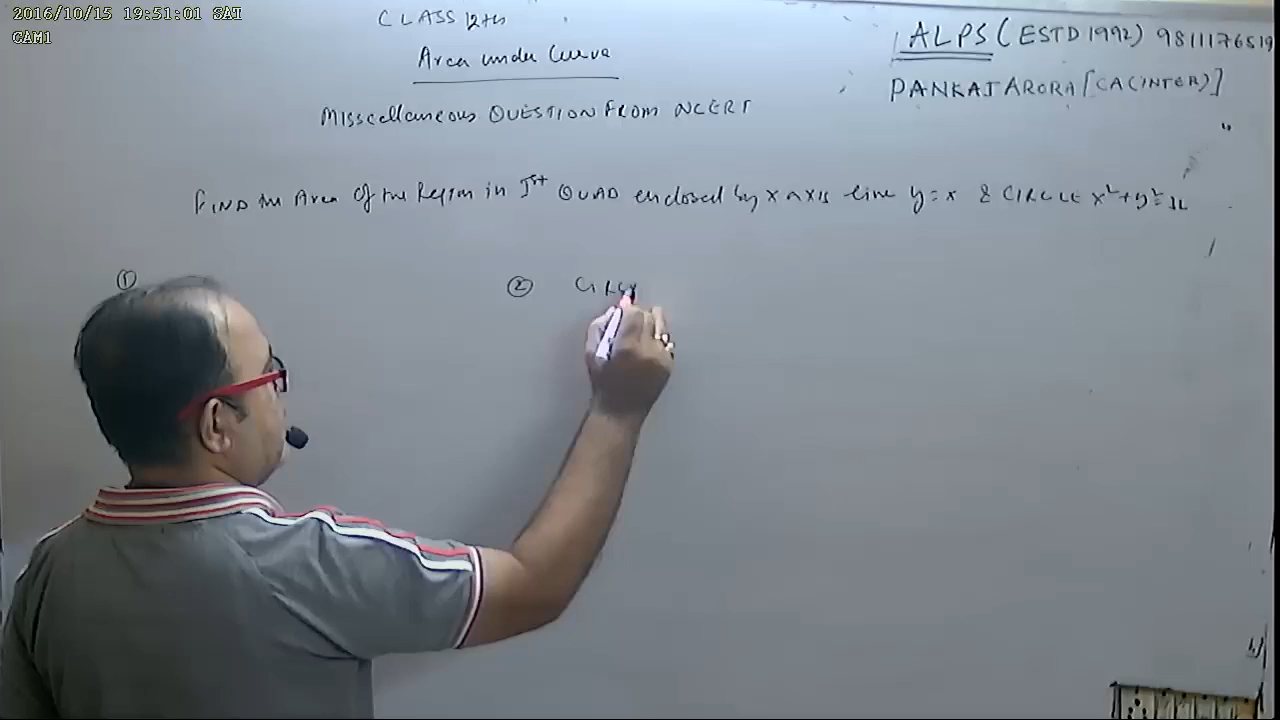 2016/10/15 19:51:01 SAT
CAM1
CLASS 12th
Area under Curve
ALPS (ESTD 1992) 9811176519
PANKAJ ARORA [CA(INTER)]
Misscellaneous QUESTION FROM NCERT
FIND the Area of the Region in Ist QUAD enclosed by x axis line y = x & CIRCLE x²+y²=32
①
② CIRC